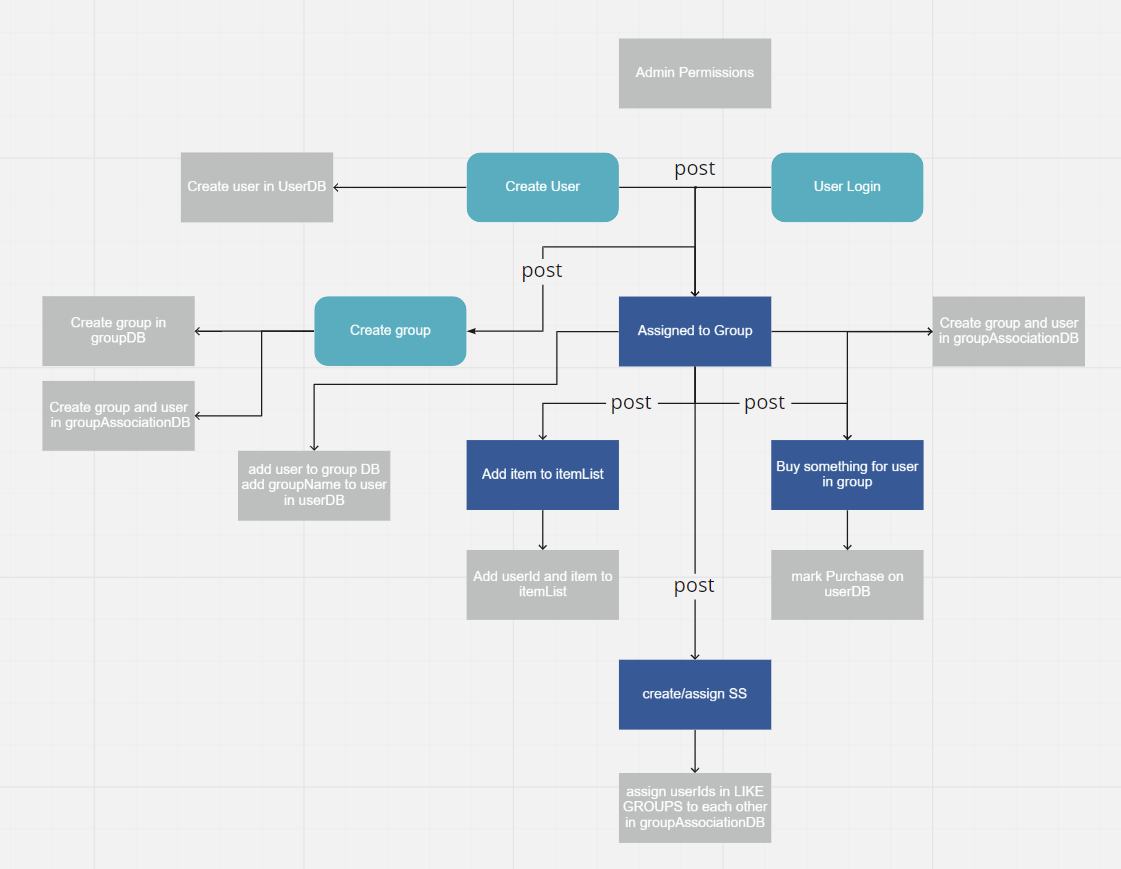 Admin Permissions
post
Create user in UserDB
Create User
User Login
post
Create group in
groupDB
Create group
Assigned to Group
Create group and user
in groupAssociationDB
Create group and user
in groupAssociationDB
post
post
add user to group DB
add groupName to user
in userDB
Add item to itemList
Buy something for user
in group
Add userId and item to
itemList
post
mark Purchase on
userDB
create/assign SS
assign userIds in LIKE
GROUPS to each other
in groupAssociationDB